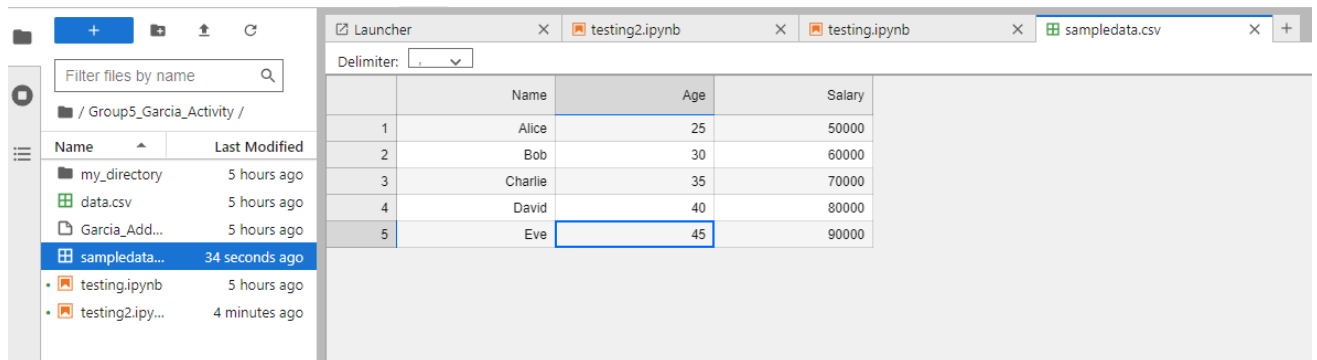 Launcher testing2.ipynb testing.ipynb sampledata.csv
Filter files by name
/ Group5_Garcia_Activity /
Name Last Modified
my_directory 5 hours ago
data.csv 5 hours ago
Garcia_Add... 5 hours ago
sampledata... 34 seconds ago
testing.ipynb 5 hours ago
testing2.ipy... 4 minutes ago
Delimiter: ,
Name Age Salary
1 Alice 25 50000
2 Bob 30 60000
3 Charlie 35 70000
4 David 40 80000
5 Eve 45 90000